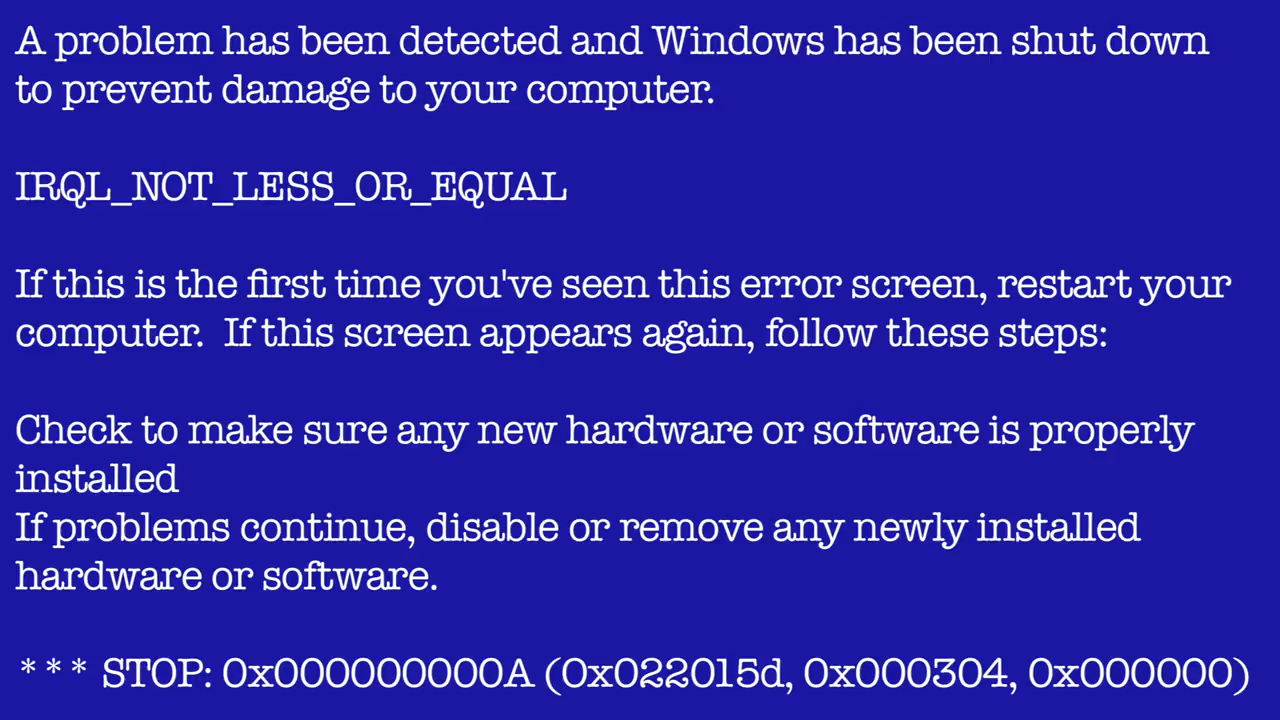 A problem has been detected and Windows has been shut down
to prevent damage to your computer.
IRQL_NOT_LESS_OR_EQUAL
If this is the first time you've seen this error screen, restart your
computer.  If this screen appears again, follow these steps:
Check to make sure any new hardware or software is properly
installed
If problems continue, disable or remove any newly installed
hardware or software.
*** STOP: 0x000000000A (0x022015d, 0x000304, 0x000000)